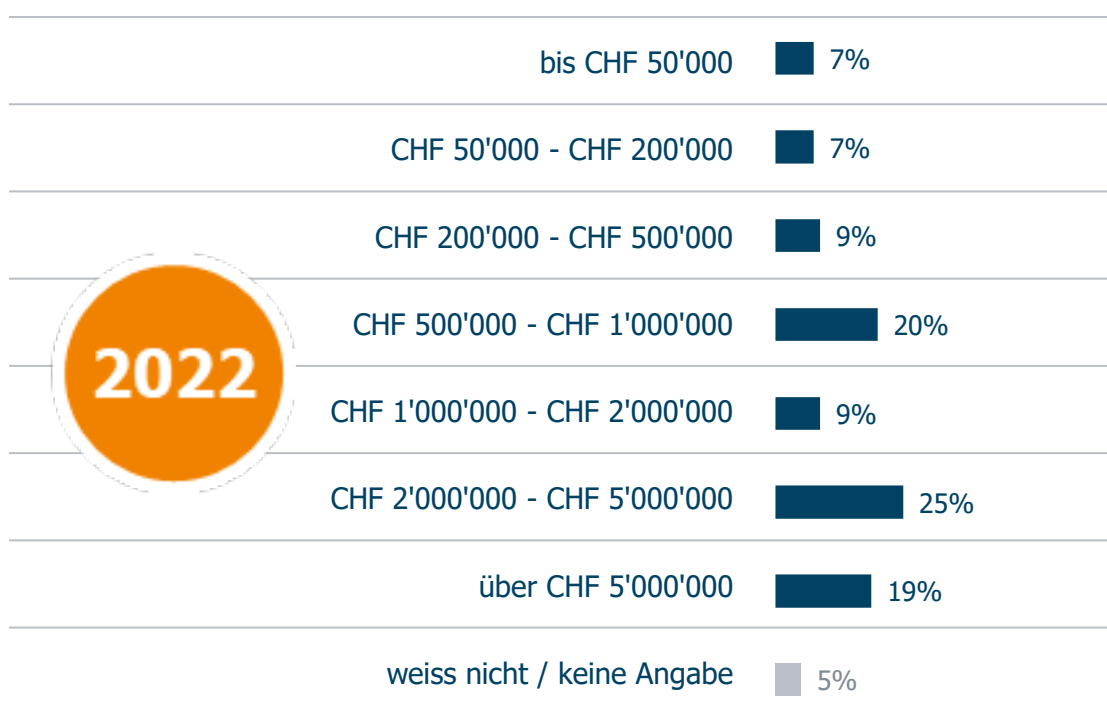 bis CHF 50'000 7%
CHF 50'000 - CHF 200'000 7%
CHF 200'000 - CHF 500'000 9%
CHF 500'000 - CHF 1'000'000 20%
2022
CHF 1'000'000 - CHF 2'000'000 9%
CHF 2'000'000 - CHF 5'000'000 25%
über CHF 5'000'000 19%
weiss nicht / keine Angabe 5%